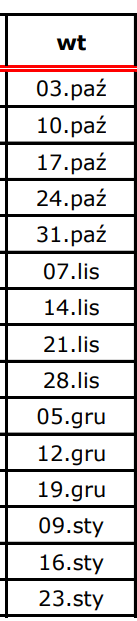 wt
03.paź
10.paź
17.paź
24.paź
31.paź
07.lis
14.lis
21.lis
28.lis
05.gru
12.gru
19.gru
09.sty
16.sty
23.sty